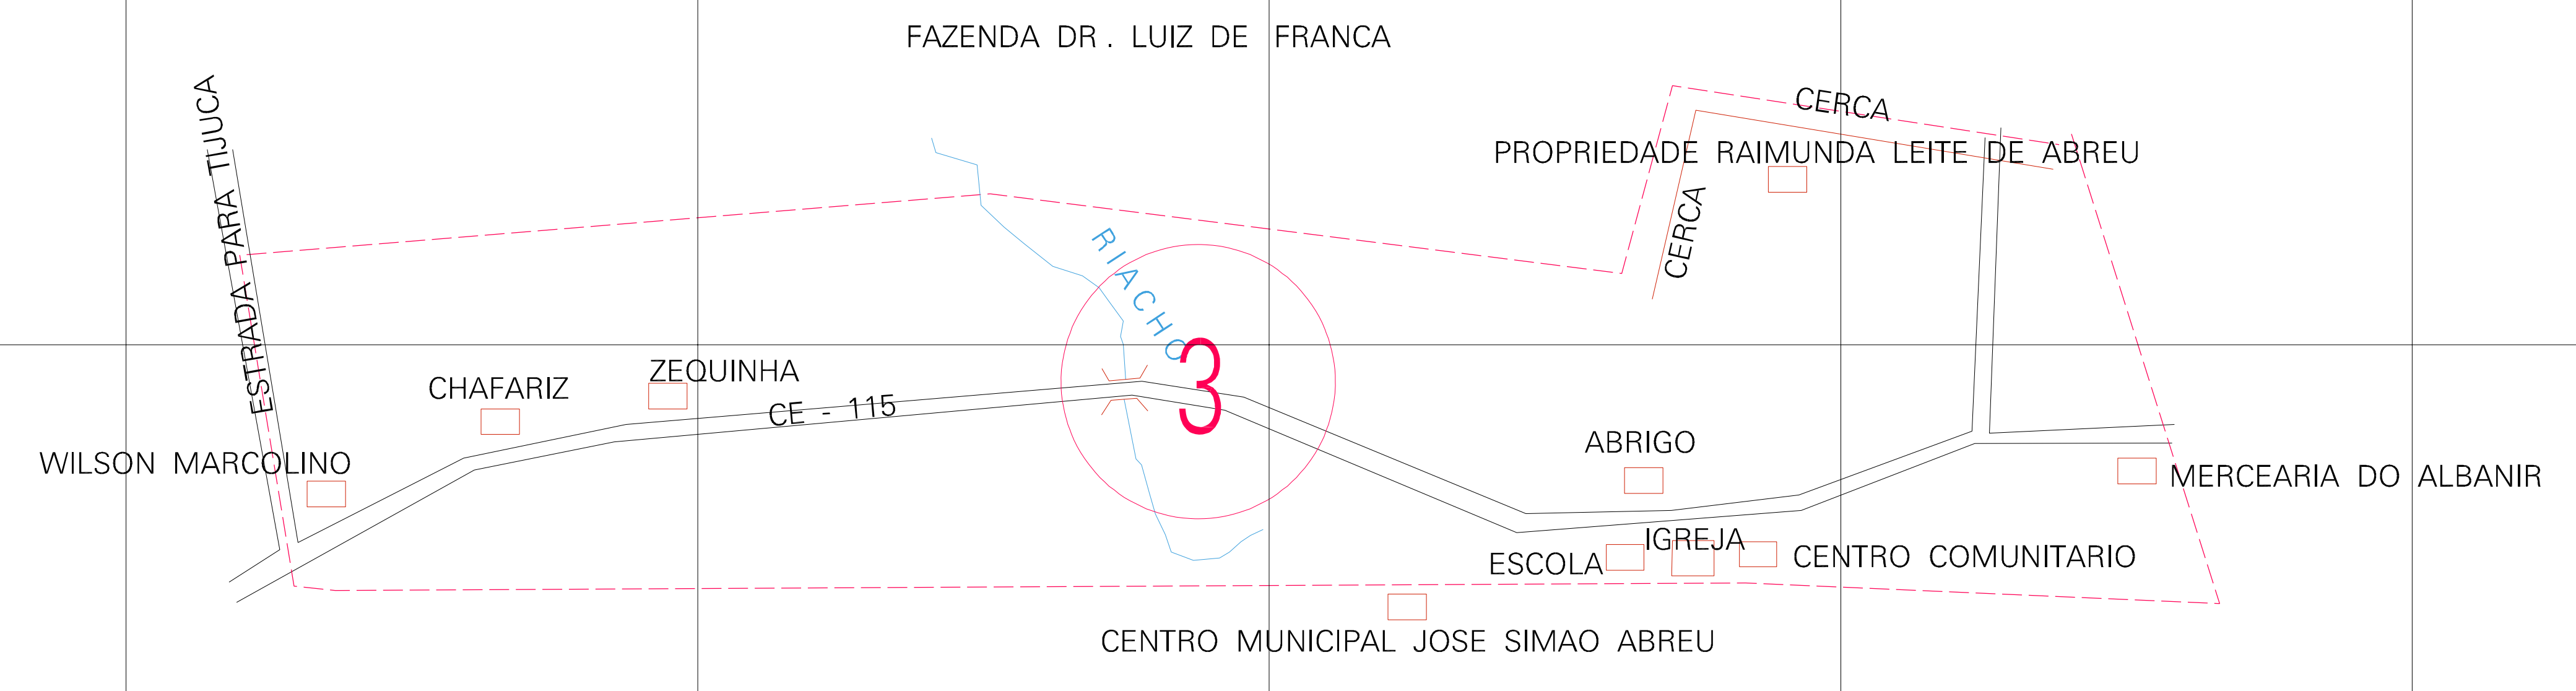 FAZENDA DR. LUIZ DE FRANCA
ESTRADA PARA TIJUCA
CERCA
PROPRIEDADE RAIMUNDA LEITE DE ABREU
CERCA
RIACHO
3
ZEQUINHA
CHAFARIZ
CE - 115
WILSON MARCOLINO
ABRIGO
MERCEARIA DO ALBANIR
IGREJA
ESCOLA
CENTRO COMUNITARIO
CENTRO MUNICIPAL JOSE SIMAO ABREU